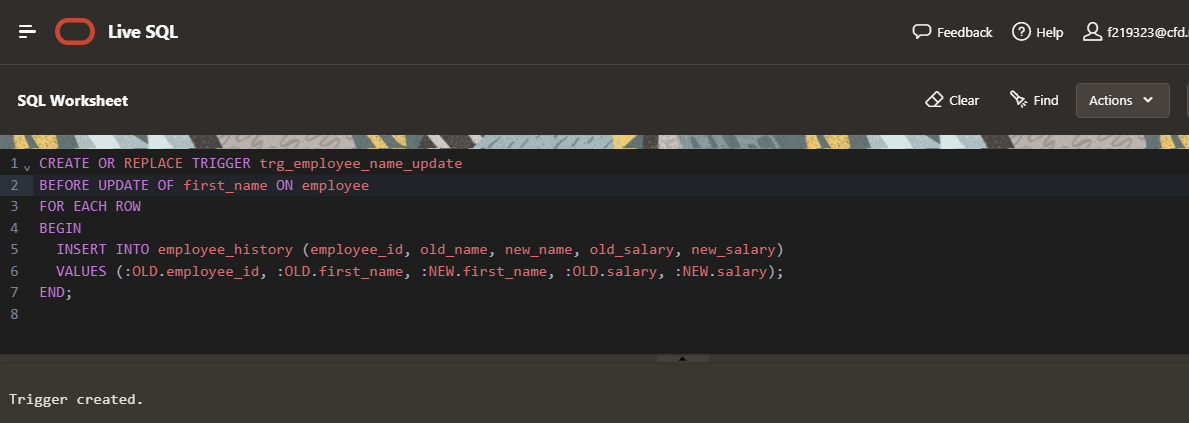 Live SQL
Feedback
Help
f219323@cfd.
SQL Worksheet
Clear
Find
Actions
1 CREATE OR REPLACE TRIGGER trg_employee_name_update
2 BEFORE UPDATE OF first_name ON employee
3 FOR EACH ROW
4 BEGIN
5   INSERT INTO employee_history (employee_id, old_name, new_name, old_salary, new_salary)
6   VALUES (:OLD.employee_id, :OLD.first_name, :NEW.first_name, :OLD.salary, :NEW.salary);
7 END;
8
Trigger created.